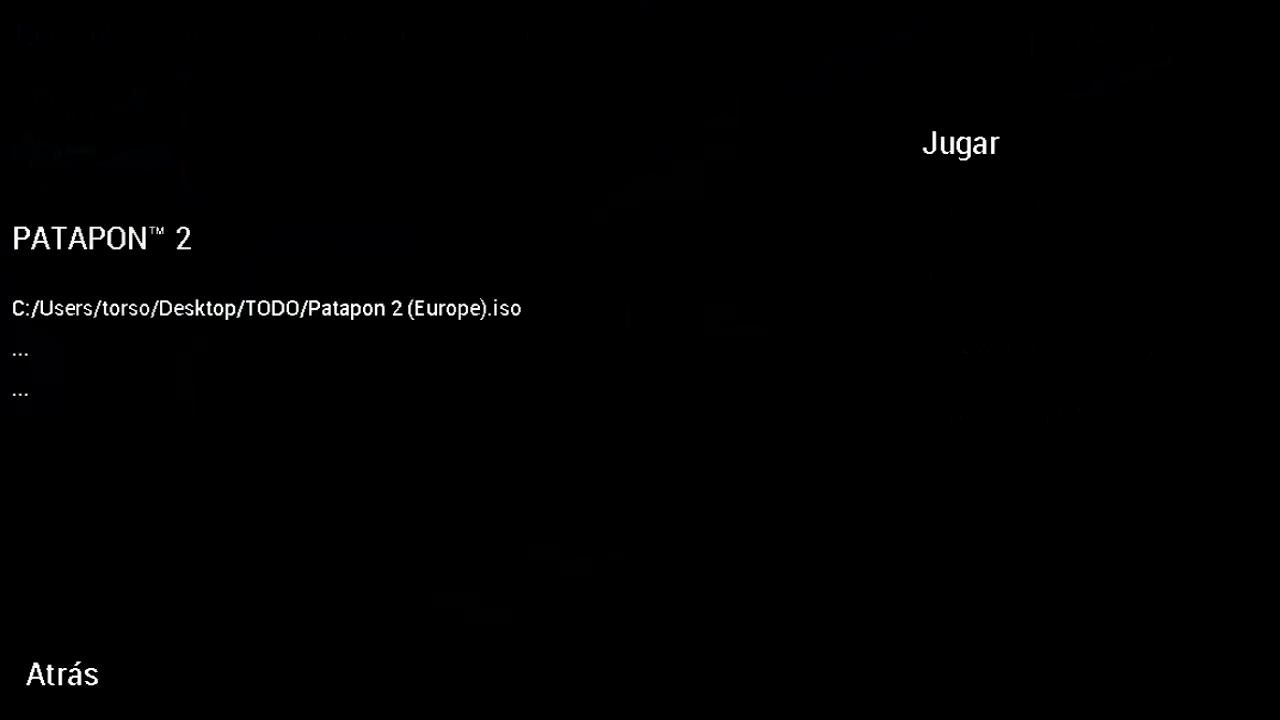 Jugar
PATAPON™ 2
C:/Users/torso/Desktop/TODO/Patapon 2 (Europe).iso
...
...
Atrás